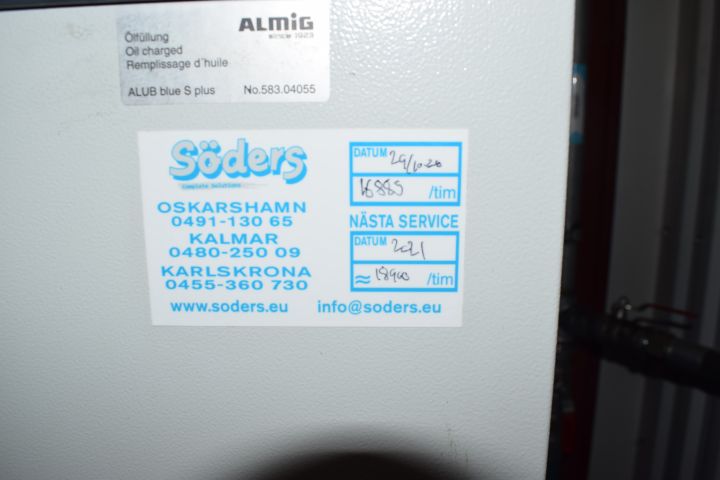 ALMiG
since 1923
Ölfüllung
Oil charged
Remplissage d'huile
ALUB blue S plus No.583.04055
Söders
Complete Solutions
OSKARSHAMN
0491-130 65
KALMAR
0480-250 09
KARLSKRONA
0455-360 730
www.soders.eu info@soders.eu
DATUM 29/10-20
16885 /tim
NÄSTA SERVICE
DATUM 2021
≈ 18900 /tim